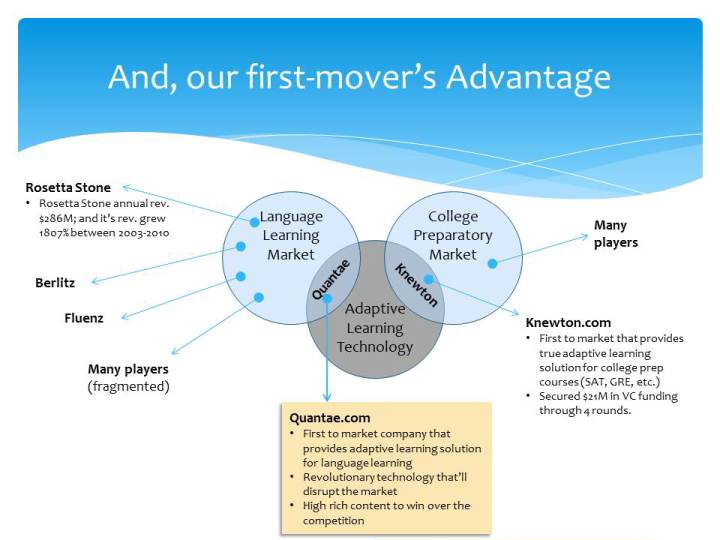 And, our first-mover's Advantage
Rosetta Stone
• Rosetta Stone annual rev.
$286M; and it's rev. grew
1807% between 2003-2010
Berlitz
Fluenz
Many players
(fragmented)
Language
Learning
Market
Quantae
College
Preparatory
Market
Knewton
Adaptive
Learning
Technology
Many
players
Knewton.com
• First to market that provides
true adaptive learning
solution for college prep
courses (SAT, GRE, etc.)
• Secured $21M in VC funding
through 4 rounds.
Quantae.com
• First to market company that
provides adaptive learning solution
for language learning
• Revolutionary technology that'll
disrupt the market
• High rich content to win over the
competition